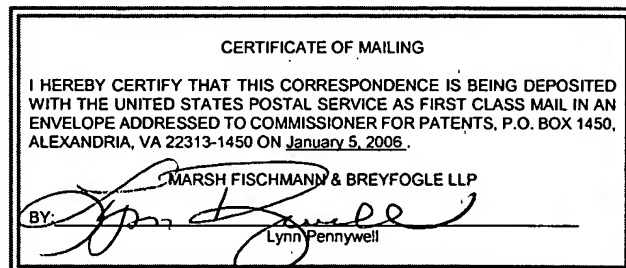 CERTIFICATE OF MAILING
I HEREBY CERTIFY THAT THIS CORRESPONDENCE IS BEING DEPOSITED
WITH THE UNITED STATES POSTAL SERVICE AS FIRST CLASS MAIL IN AN
ENVELOPE ADDRESSED TO COMMISSIONER FOR PATENTS, P.O. BOX 1450,
ALEXANDRIA, VA 22313-1450 ON January 5, 2006 .
MARSH FISCHMANN & BREYFOGLE LLP
BY: Lynn Pennywell
Lynn Pennywell